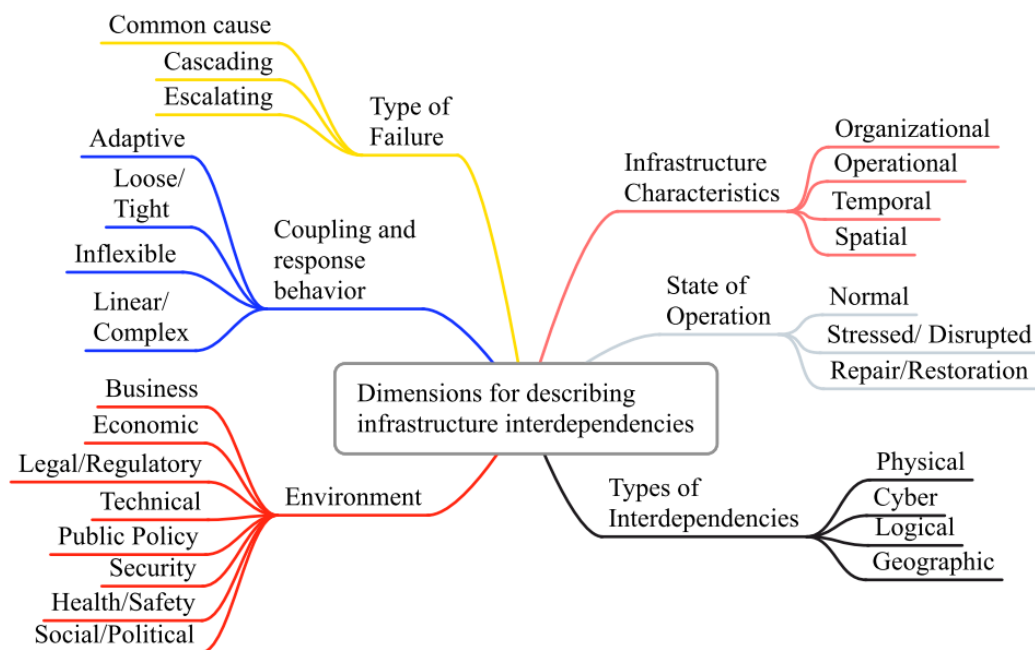 Common cause
Cascading
Escalating
Type of
Failure
Adaptive
Loose/
Tight
Inflexible
Linear/
Complex
Coupling and
response
behavior
Business
Economic
Legal/Regulatory
Technical
Public Policy
Security
Health/Safety
Social/Political
Environment
Dimensions for describing
infrastructure interdependencies
Infrastructure
Characteristics
Organizational
Operational
Temporal
Spatial
State of
Operation
Normal
Stressed/ Disrupted
Repair/Restoration
Types of
Interdependencies
Physical
Cyber
Logical
Geographic